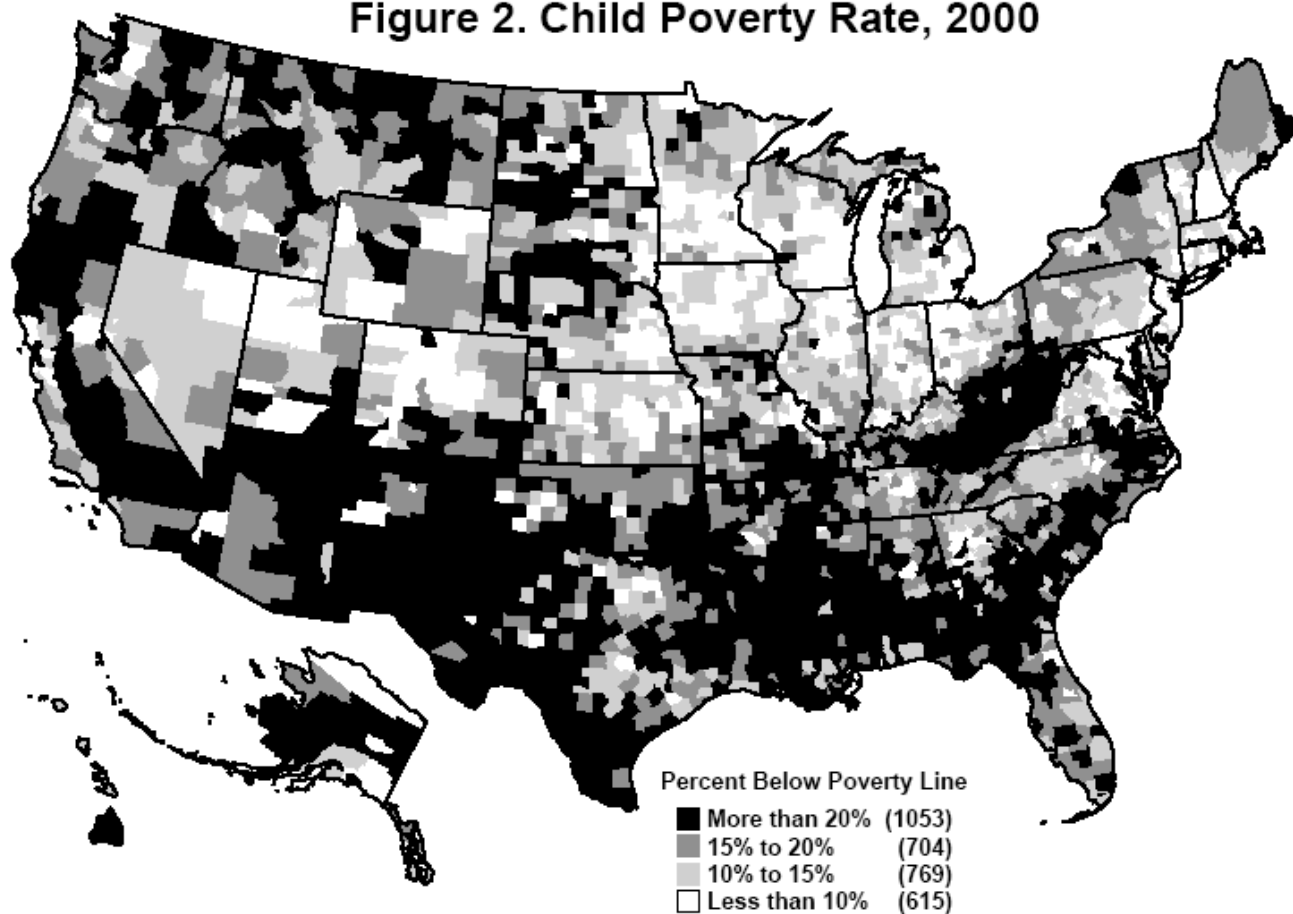 Figure 2. Child Poverty Rate, 2000
Percent Below Poverty Line
More than 20% (1053)
15% to 20% (704)
10% to 15% (769)
Less than 10% (615)